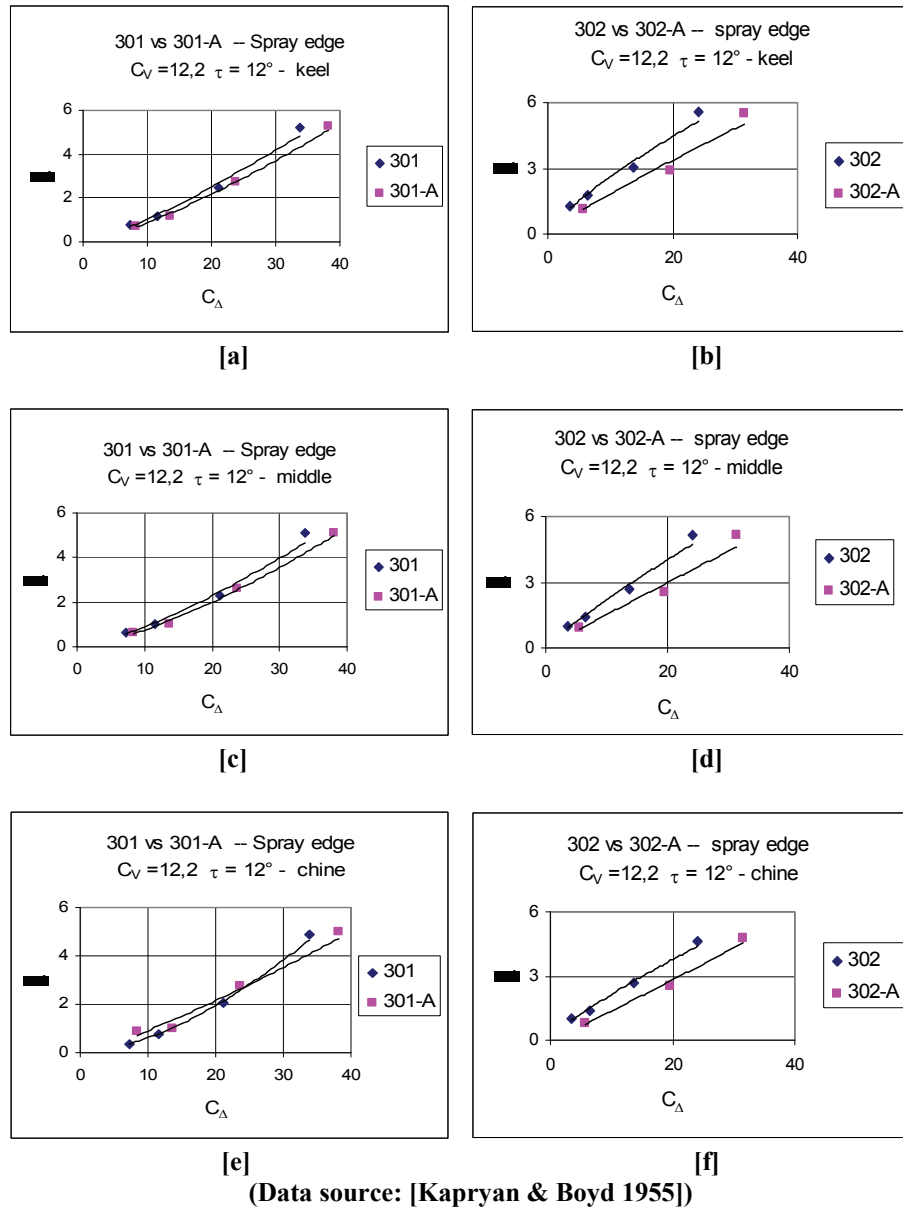 301 vs 301-A -- Spray edge
C_V =12,2 τ = 12° - keel
6
4
2
0
0 10 20 30 40
C_Δ
301
301-A
[a]
302 vs 302-A -- spray edge
C_V =12,2 τ = 12° - keel
6
3
0
0 20 40
C_Δ
302
302-A
[b]
301 vs 301-A -- Spray edge
C_V =12,2 τ = 12° - middle
6
4
2
0
0 10 20 30 40
C_Δ
301
301-A
[c]
302 vs 302-A -- spray edge
C_V =12,2 τ = 12° - middle
6
3
0
0 20 40
C_Δ
302
302-A
[d]
301 vs 301-A -- Spray edge
C_V =12,2 τ = 12° - chine
6
4
2
0
0 10 20 30 40
C_Δ
301
301-A
[e]
302 vs 302-A -- spray edge
C_V =12,2 τ = 12° - chine
6
3
0
0 20 40
C_Δ
302
302-A
[f]
(Data source: [Kapryan & Boyd 1955])